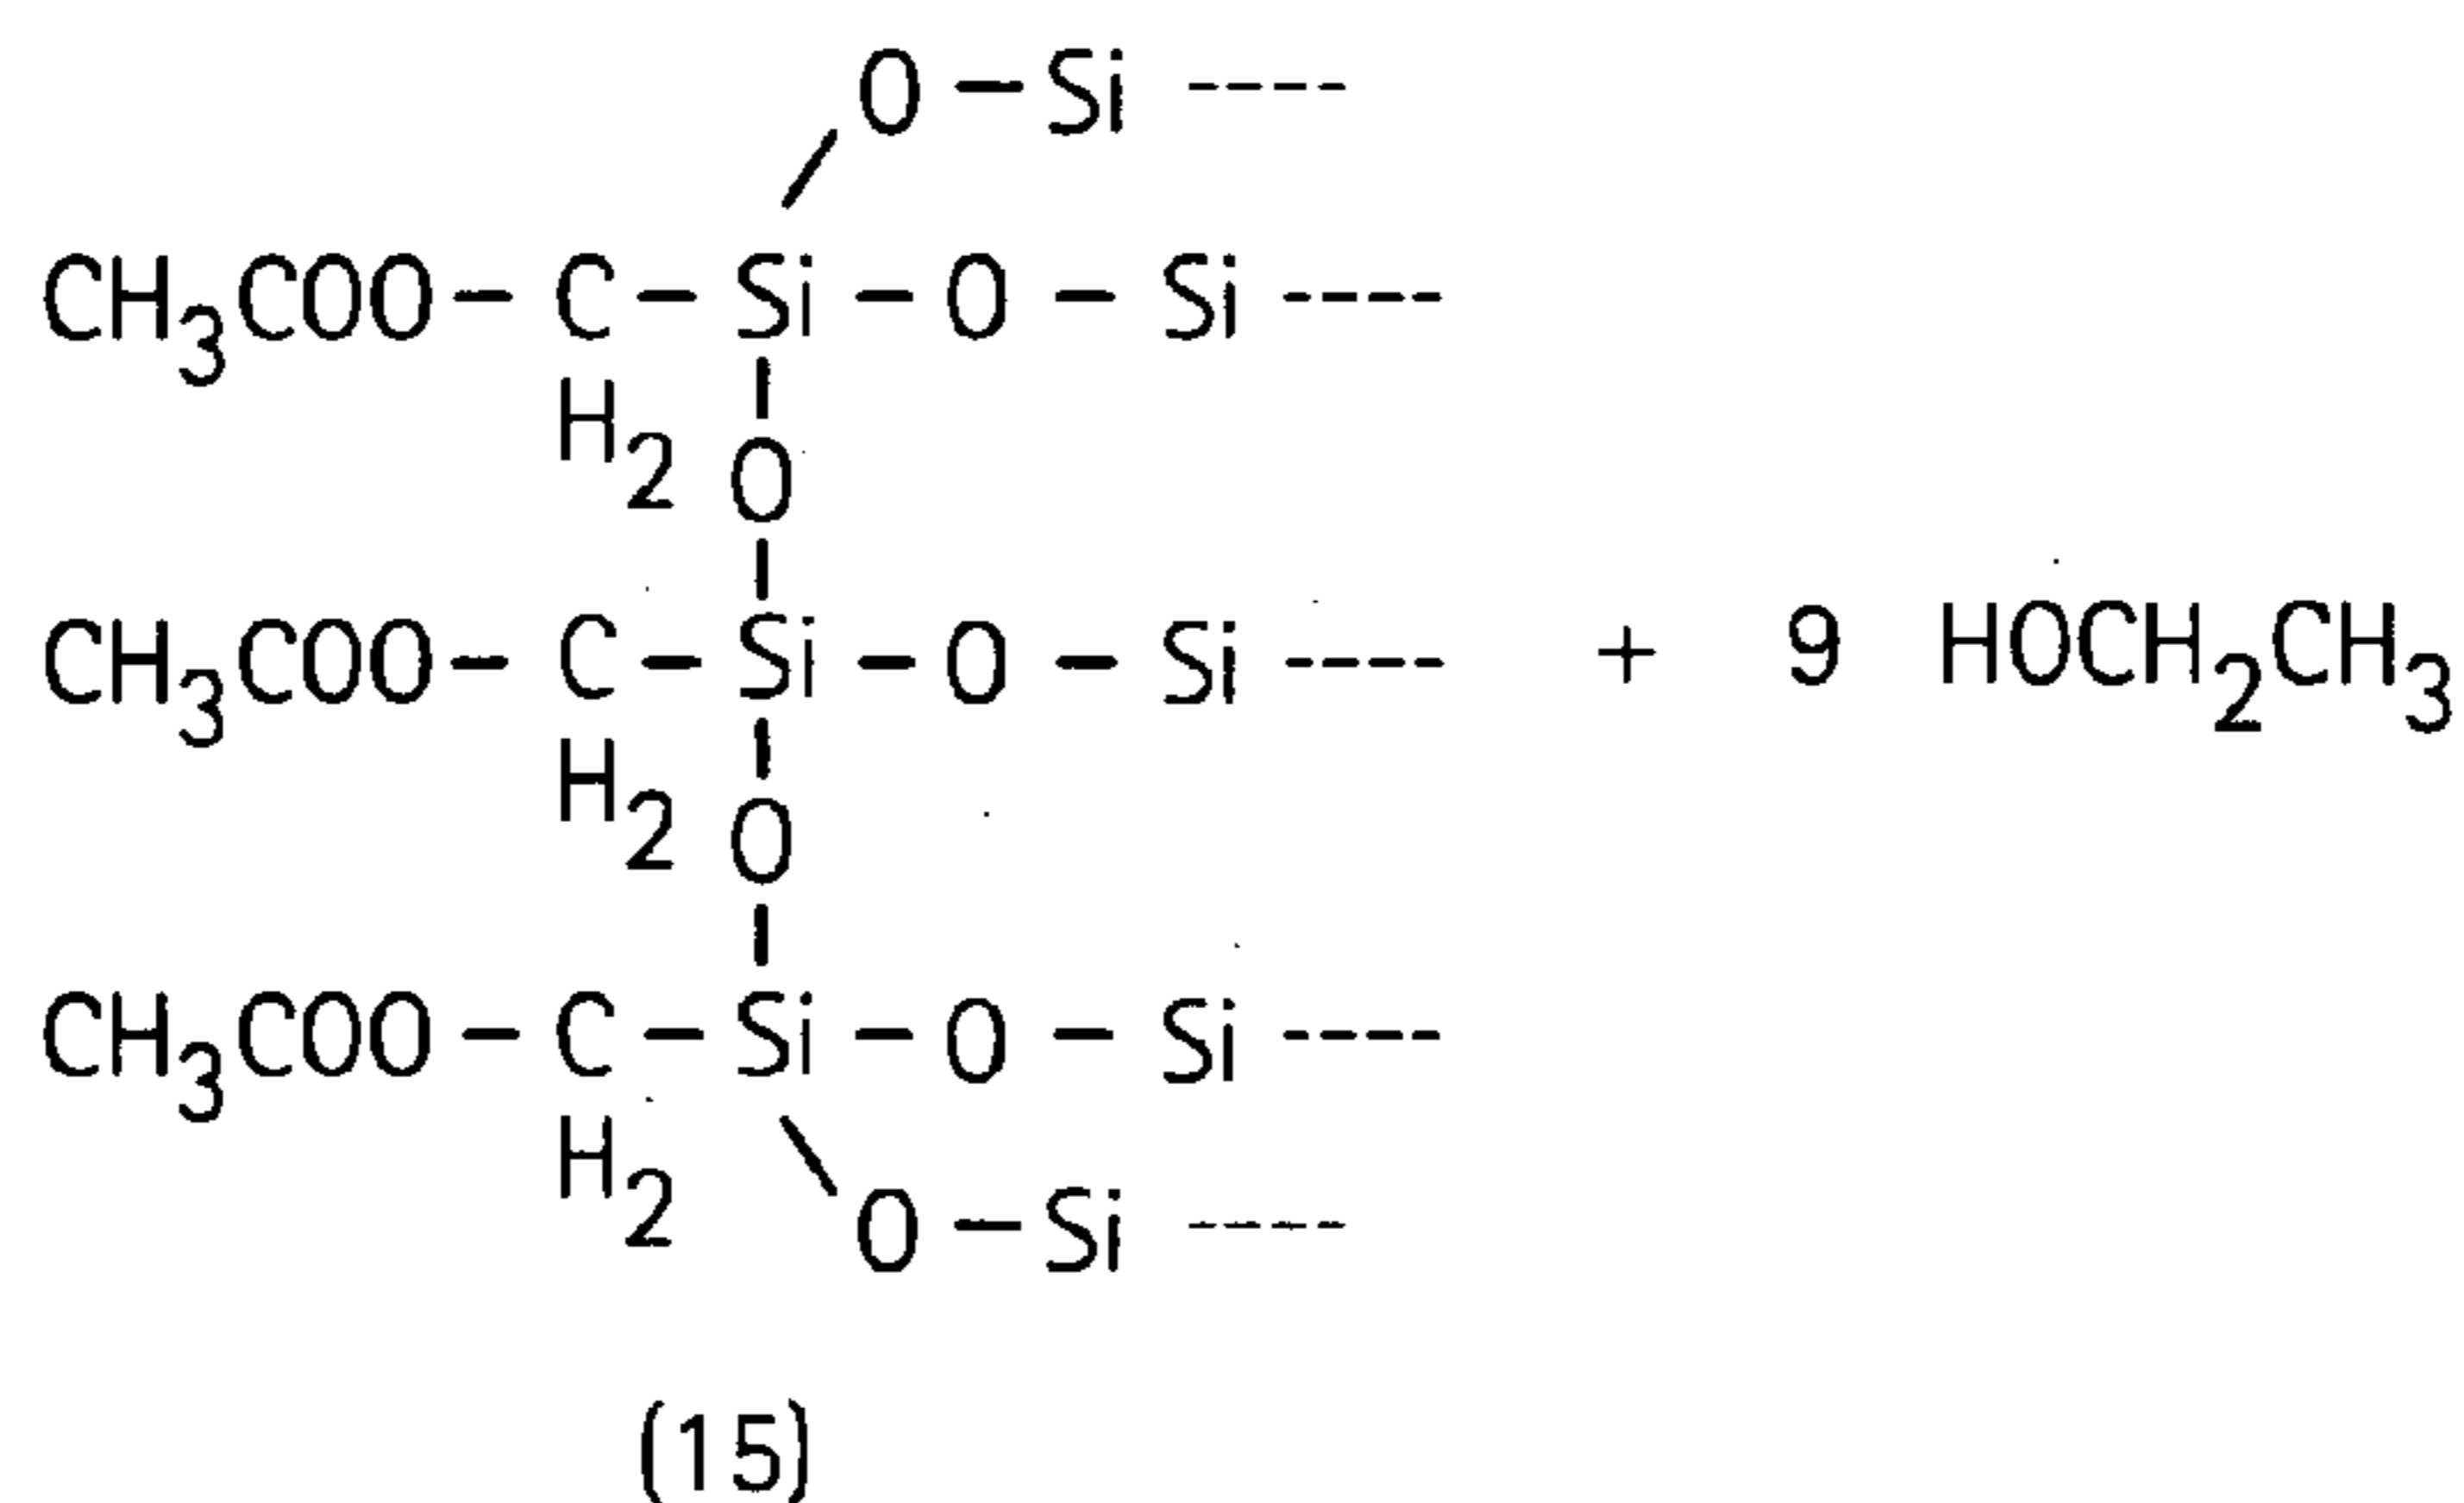 O-Si ----
CH3COO- C - Si - O - Si ----
H2 O
CH3COO- C - Si - O - Si ---- + 9 HOCH2CH3
H2 O
CH3COO - C - Si - O - Si ----
H2
O-Si ----
(15)